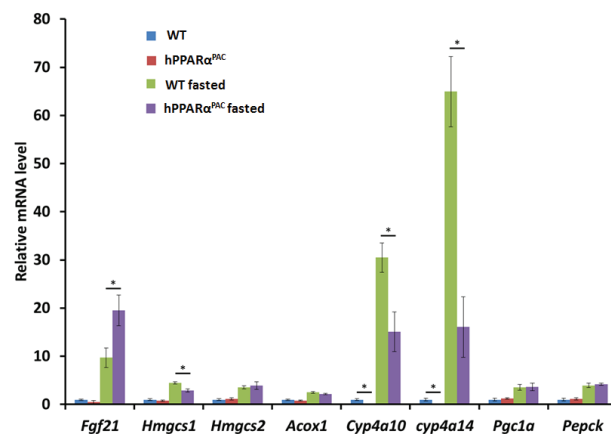 80
70
60
50
40
30
20
10
0
Relative mRNA level
WT
hPPARα^PAC
WT fasted
hPPARα^PAC fasted
*
*
*
*
*
*
Fgf21 Hmgcs1 Hmgcs2 Acox1 Cyp4a10 cyp4a14 Pgc1a Pepck